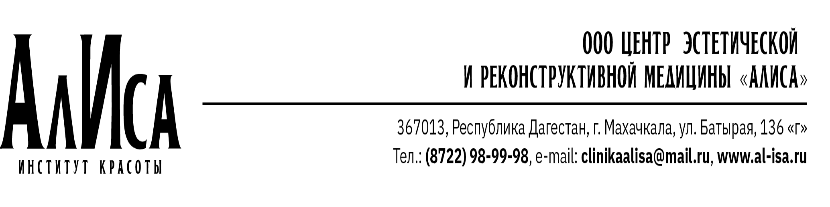 АлИса
ИНСТИТУТ КРАСОТЫ
ООО ЦЕНТР ЭСТЕТИЧЕСКОЙ
И РЕКОНСТРУКТИВНОЙ МЕДИЦИНЫ «АЛИСА»
367013, Республика Дагестан, г. Махачкала, ул. Батырая, 136 «г»
Тел.: (8722) 98-99-98, e-mail: clinikaalisa@mail.ru, www.al-isa.ru